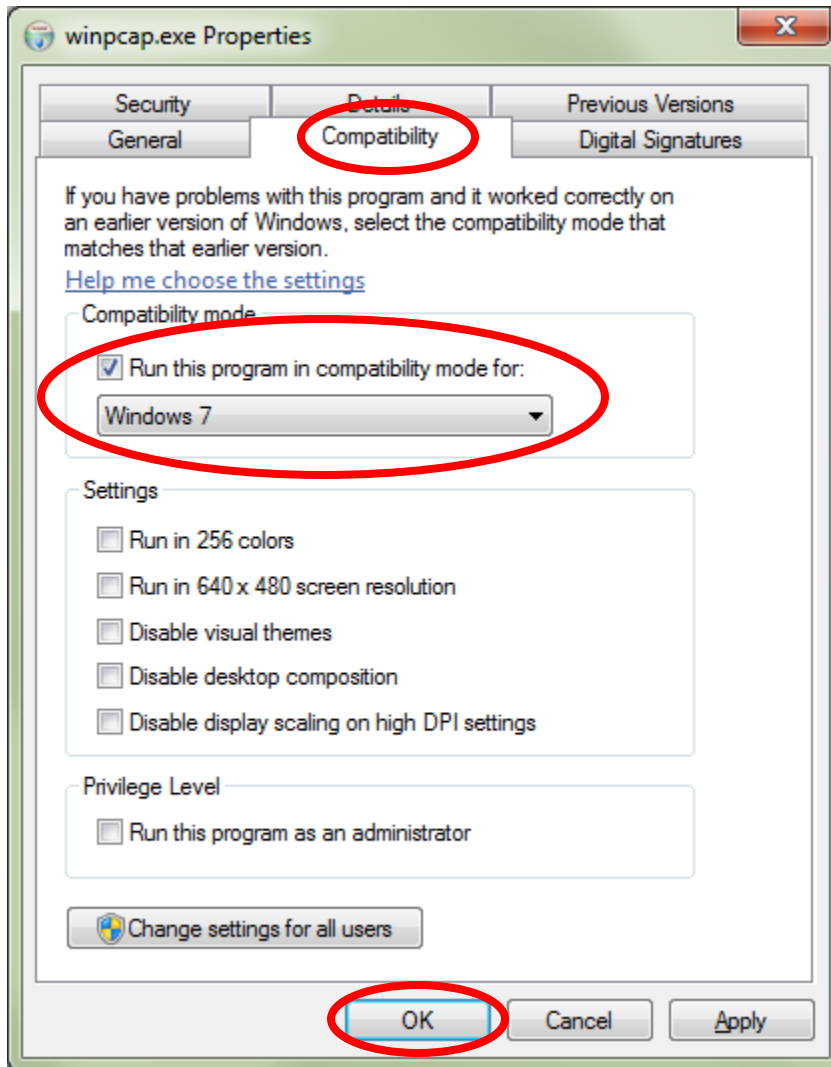 winpcap.exe Properties
Security Details Previous Versions
General Compatibility Digital Signatures
If you have problems with this program and it worked correctly on
an earlier version of Windows, select the compatibility mode that
matches that earlier version.
Help me choose the settings
Compatibility mode
Run this program in compatibility mode for:
Windows 7
Settings
Run in 256 colors
Run in 640 x 480 screen resolution
Disable visual themes
Disable desktop composition
Disable display scaling on high DPI settings
Privilege Level
Run this program as an administrator
Change settings for all users
OK Cancel Apply